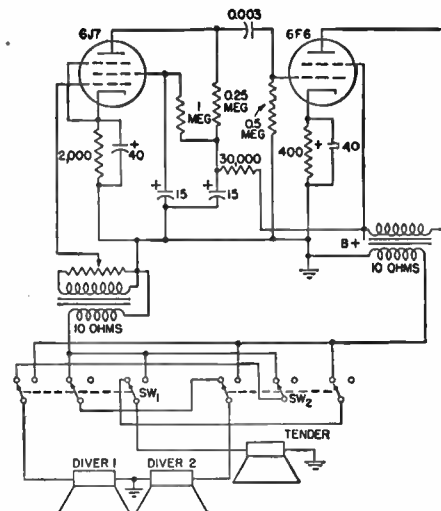 0.003
6J7
6F6
1 MEG
0.25 MEG
0.5 MEG
2,000
+ 40
30,000
400
+ 40
+ 15
+ 15
B+
10 OHMS
10 OHMS
SW1
SW2
TENDER
DIVER 1
DIVER 2